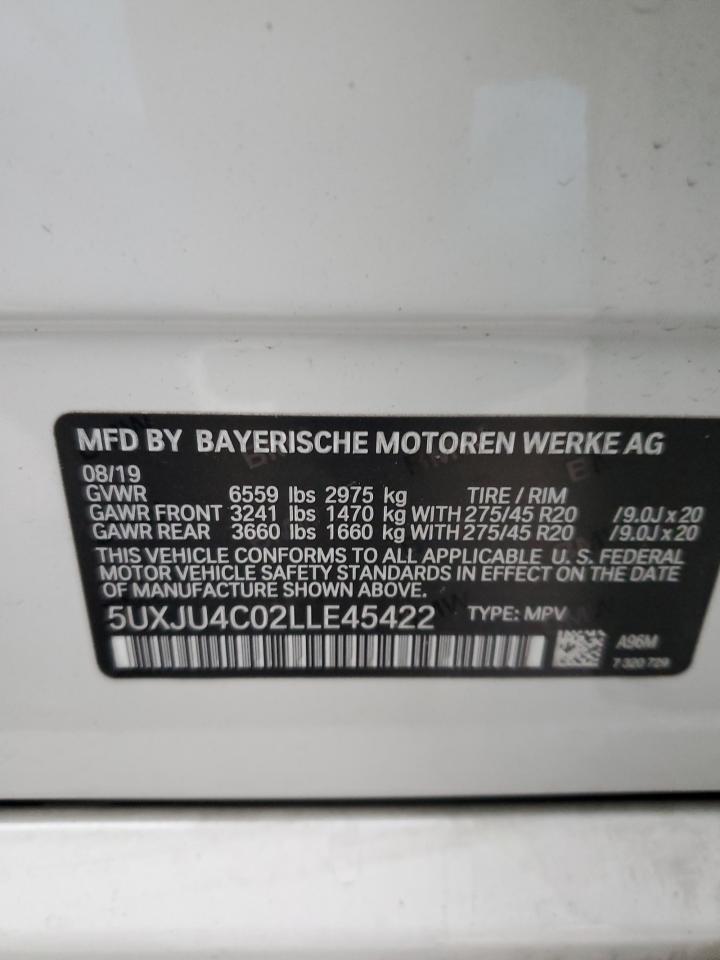 MFD BY BAYERISCHE MOTOREN WERKE AG
08/19
GVWR 6559 lbs 2975 kg TIRE / RIM
GAWR FRONT 3241 lbs 1470 kg WITH 275/45 R20 /9.0J x 20
GAWR REAR 3660 lbs 1660 kg WITH 275/45 R20 /9.0J x 20
THIS VEHICLE CONFORMS TO ALL APPLICABLE U. S. FEDERAL
MOTOR VEHICLE SAFETY STANDARDS IN EFFECT ON THE DATE
OF MANUFACTURE SHOWN ABOVE.
5UXJU4C02LLE45422 TYPE: MPV
A96M
7 320 729